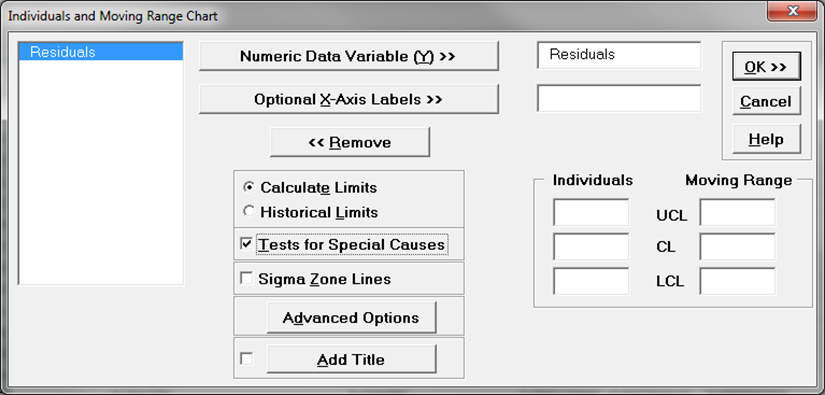 Individuals and Moving Range Chart
Residuals
Numeric Data Variable (Y) >>
Residuals
OK >>
Optional X-Axis Labels >>
Cancel
<< Remove
Help
Calculate Limits
Historical Limits
Tests for Special Causes
Sigma Zone Lines
Advanced Options
Add Title
Individuals Moving Range
UCL
CL
LCL